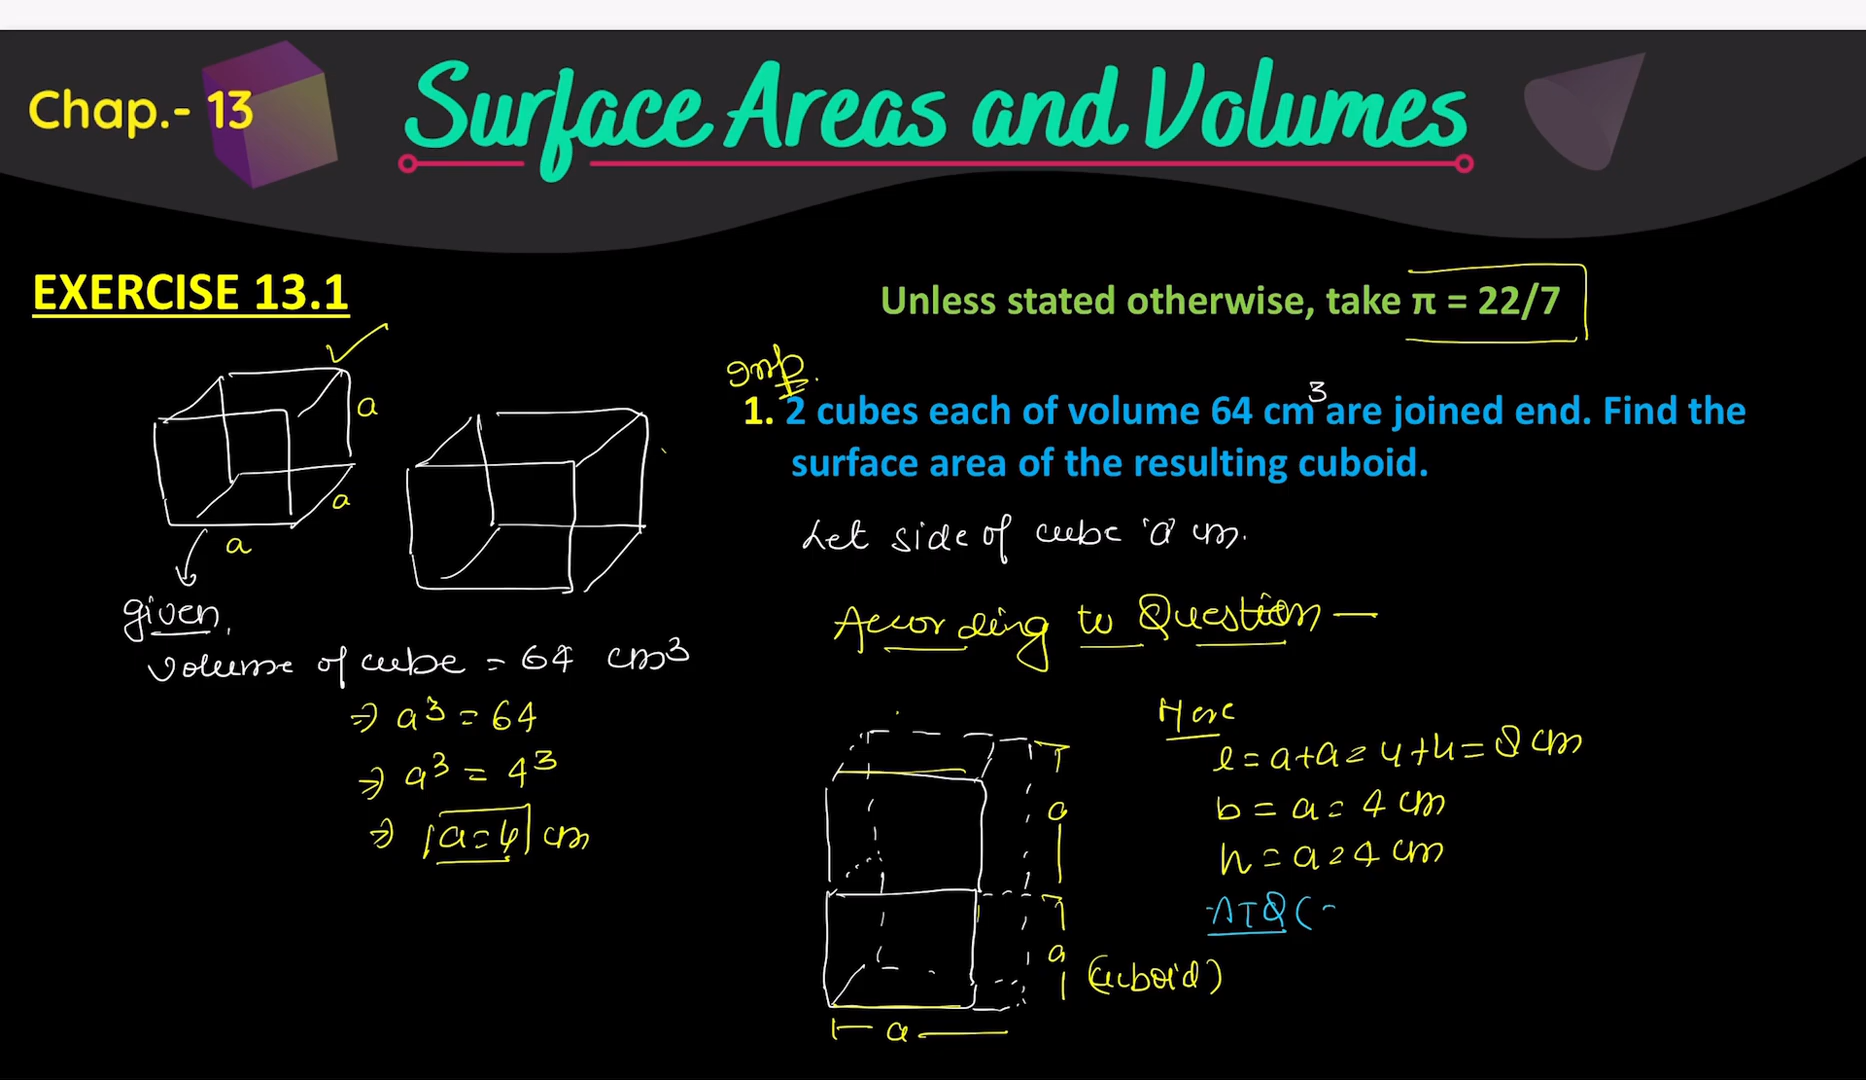 Chap.- 13
Surface Areas and Volumes
EXERCISE 13.1
Unless stated otherwise, take π = 22/7
Imp.
1. 2 cubes each of volume 64 cm³ are joined end. Find the
surface area of the resulting cuboid.
a
a
a
Let side of cube 'a' cm.
According to Question —
given,
volume of cube = 64 cm³
⇒ a³ = 64
⇒ a³ = 4³
⇒ a = 4 cm
Here
l = a+a = 4+4 = 8 cm
b = a = 4 cm
h = a = 4 cm
ATQ (-
a
a
(cuboid)
a